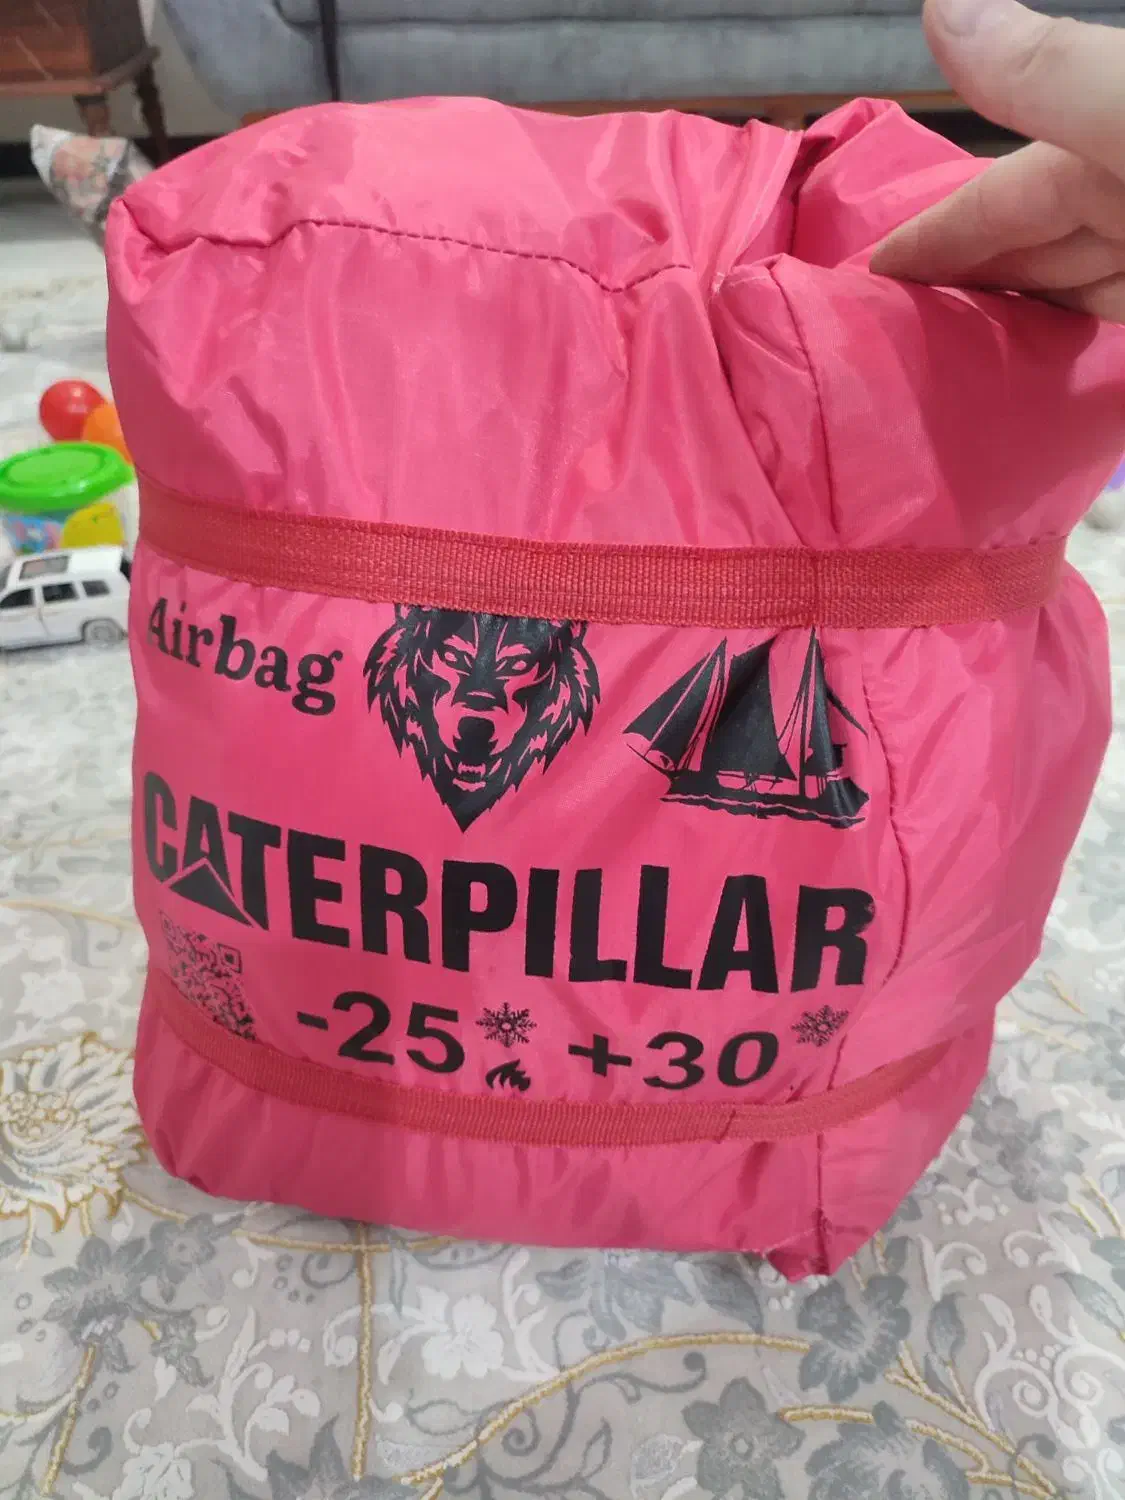 Airbag
CATERPILLAR
-25 +30